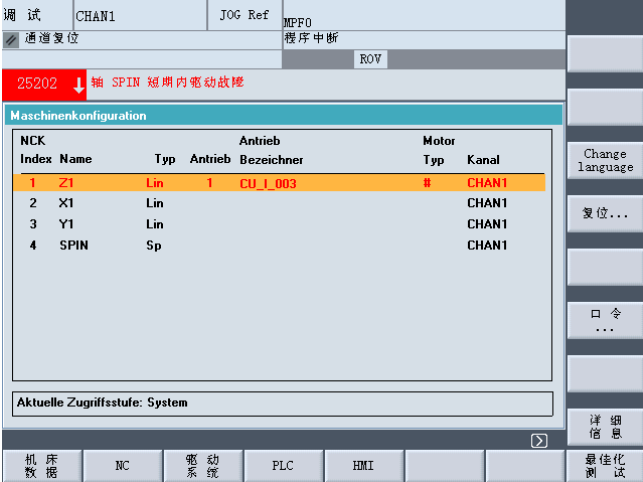 调 试 CHAN1 JOG Ref MPF0
通道复位 程序中断
ROV
25202 轴 SPIN 短期内驱动故障
Maschinenkonfiguration
NCK Antrieb Motor
Index Name Typ Antrieb Bezeichner Typ Kanal
1 Z1 Lin 1 CU_I_003 # CHAN1
2 X1 Lin CHAN1
3 Y1 Lin CHAN1
4 SPIN Sp CHAN1
Aktuelle Zugriffsstufe: System
Change
language
复位...
口 令
...
详 细
信 息
机 床
数 据
NC
驱 动
系 统
PLC
HMI
最佳化
测 试